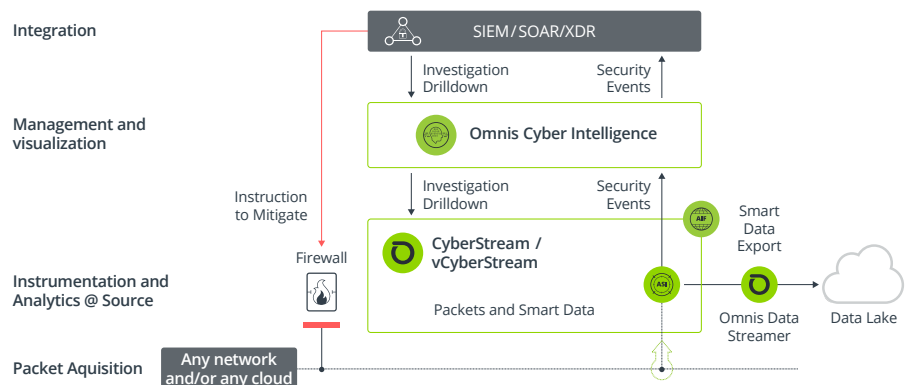 Integration
SIEM/SOAR/XDR
Investigation
Drilldown
Security
Events
Management and
visualization
Omnis Cyber Intelligence
Instruction
to Mitigate
Investigation
Drilldown
Security
Events
AIF
Smart
Data
Export
Firewall
CyberStream /
vCyberStream
Instrumentation and
Analytics @ Source
ASI
Packets and Smart Data
Omnis Data
Streamer
Data Lake
Packet Aquisition
Any network
and/or any cloud